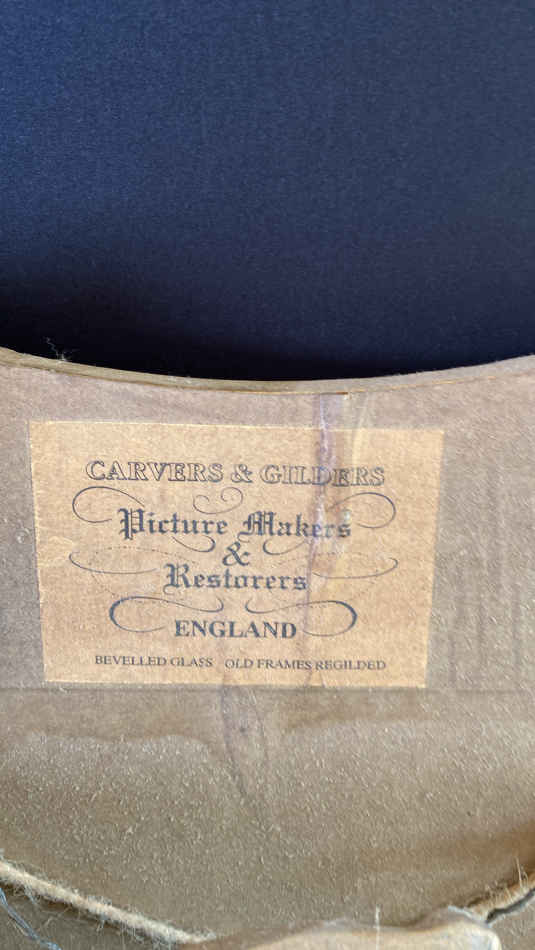 CARVERS & GILDERS
Picture Makers
&
Restorers
ENGLAND
BEVELLED GLASS OLD FRAMES REGILDED